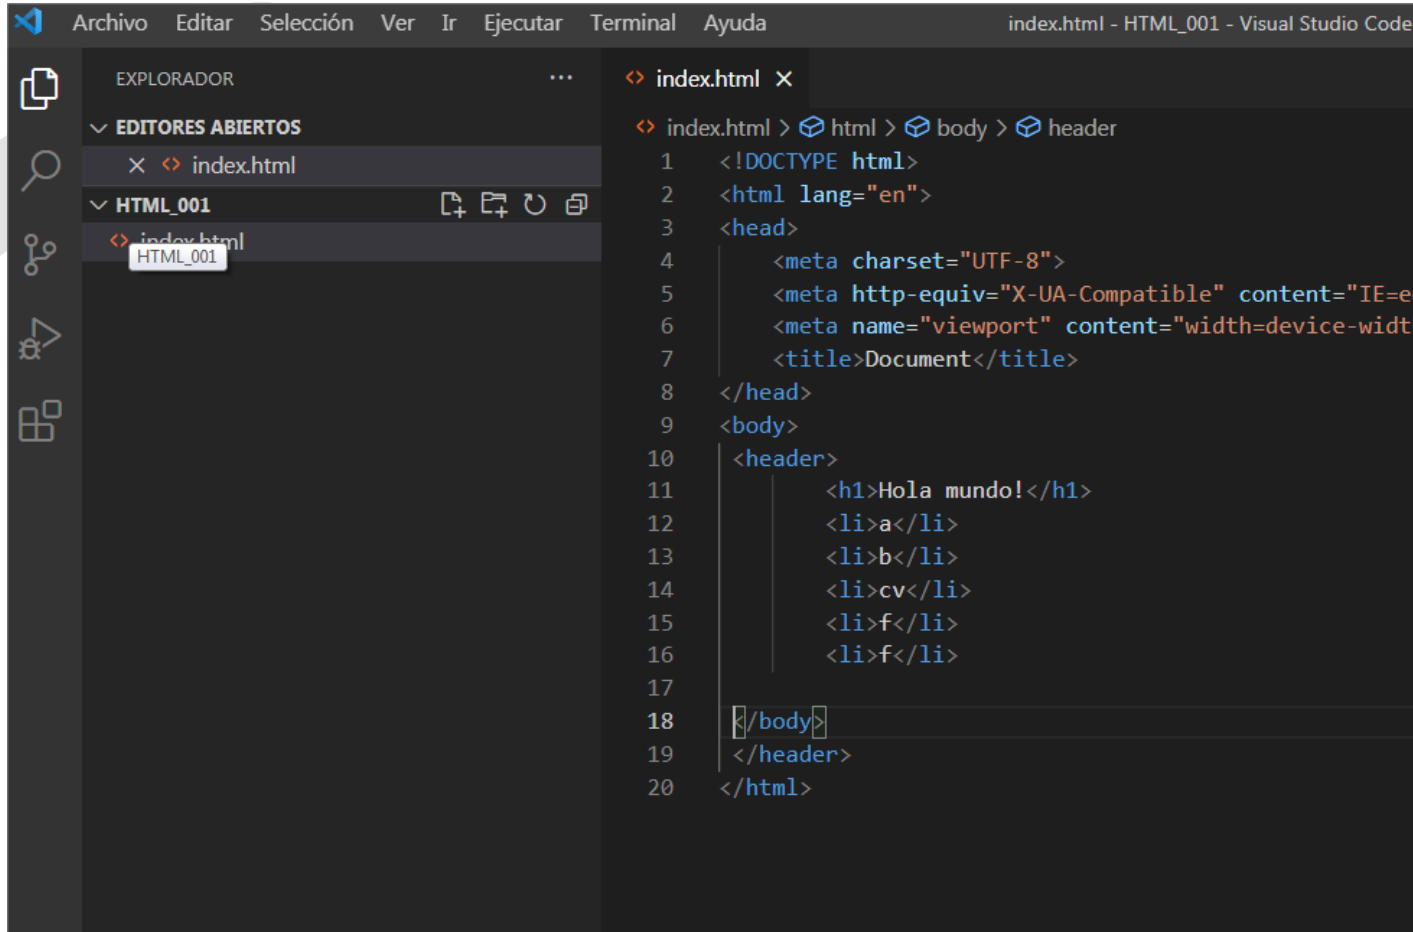 Archivo Editar Selección Ver Ir Ejecutar Terminal Ayuda index.html - HTML_001 - Visual Studio Code
EXPLORADOR ...
EDITORES ABIERTOS
index.html
HTML_001
index.html
HTML_001
index.html
index.html > html > body > header
1 <!DOCTYPE html>
2 <html lang="en">
3 <head>
4 <meta charset="UTF-8">
5 <meta http-equiv="X-UA-Compatible" content="IE=e
6 <meta name="viewport" content="width=device-widt
7 <title>Document</title>
8 </head>
9 <body>
10 <header>
11 <h1>Hola mundo!</h1>
12 <li>a</li>
13 <li>b</li>
14 <li>cv</li>
15 <li>f</li>
16 <li>f</li>
17
18 </body>
19 </header>
20 </html>